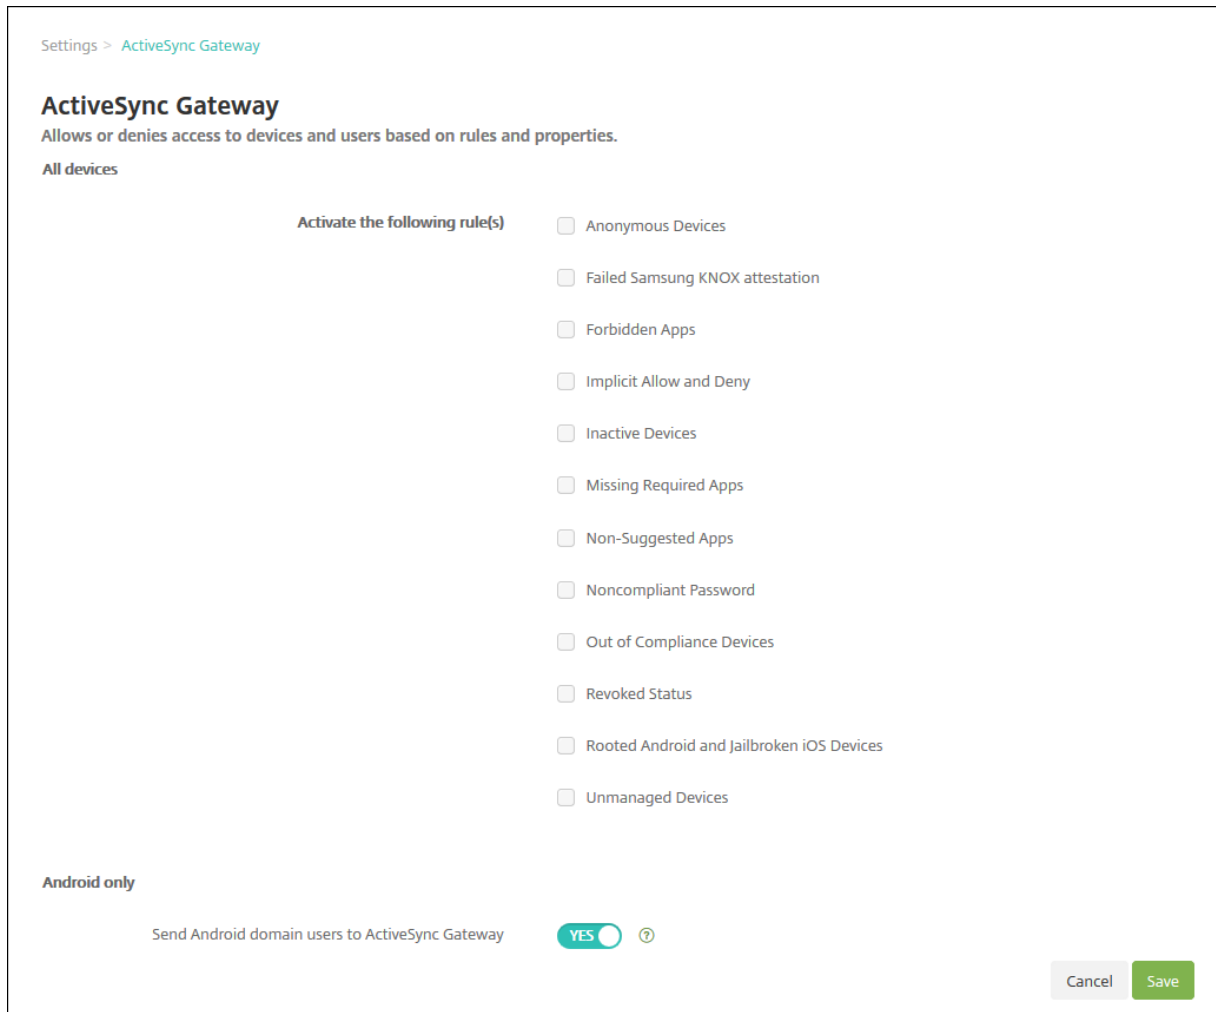 Settings > ActiveSync Gateway
ActiveSync Gateway
Allows or denies access to devices and users based on rules and properties.
All devices
Activate the following rule(s)
Anonymous Devices
Failed Samsung KNOX attestation
Forbidden Apps
Implicit Allow and Deny
Inactive Devices
Missing Required Apps
Non-Suggested Apps
Noncompliant Password
Out of Compliance Devices
Revoked Status
Rooted Android and Jailbroken iOS Devices
Unmanaged Devices
Android only
Send Android domain users to ActiveSync Gateway YES ?
Cancel Save